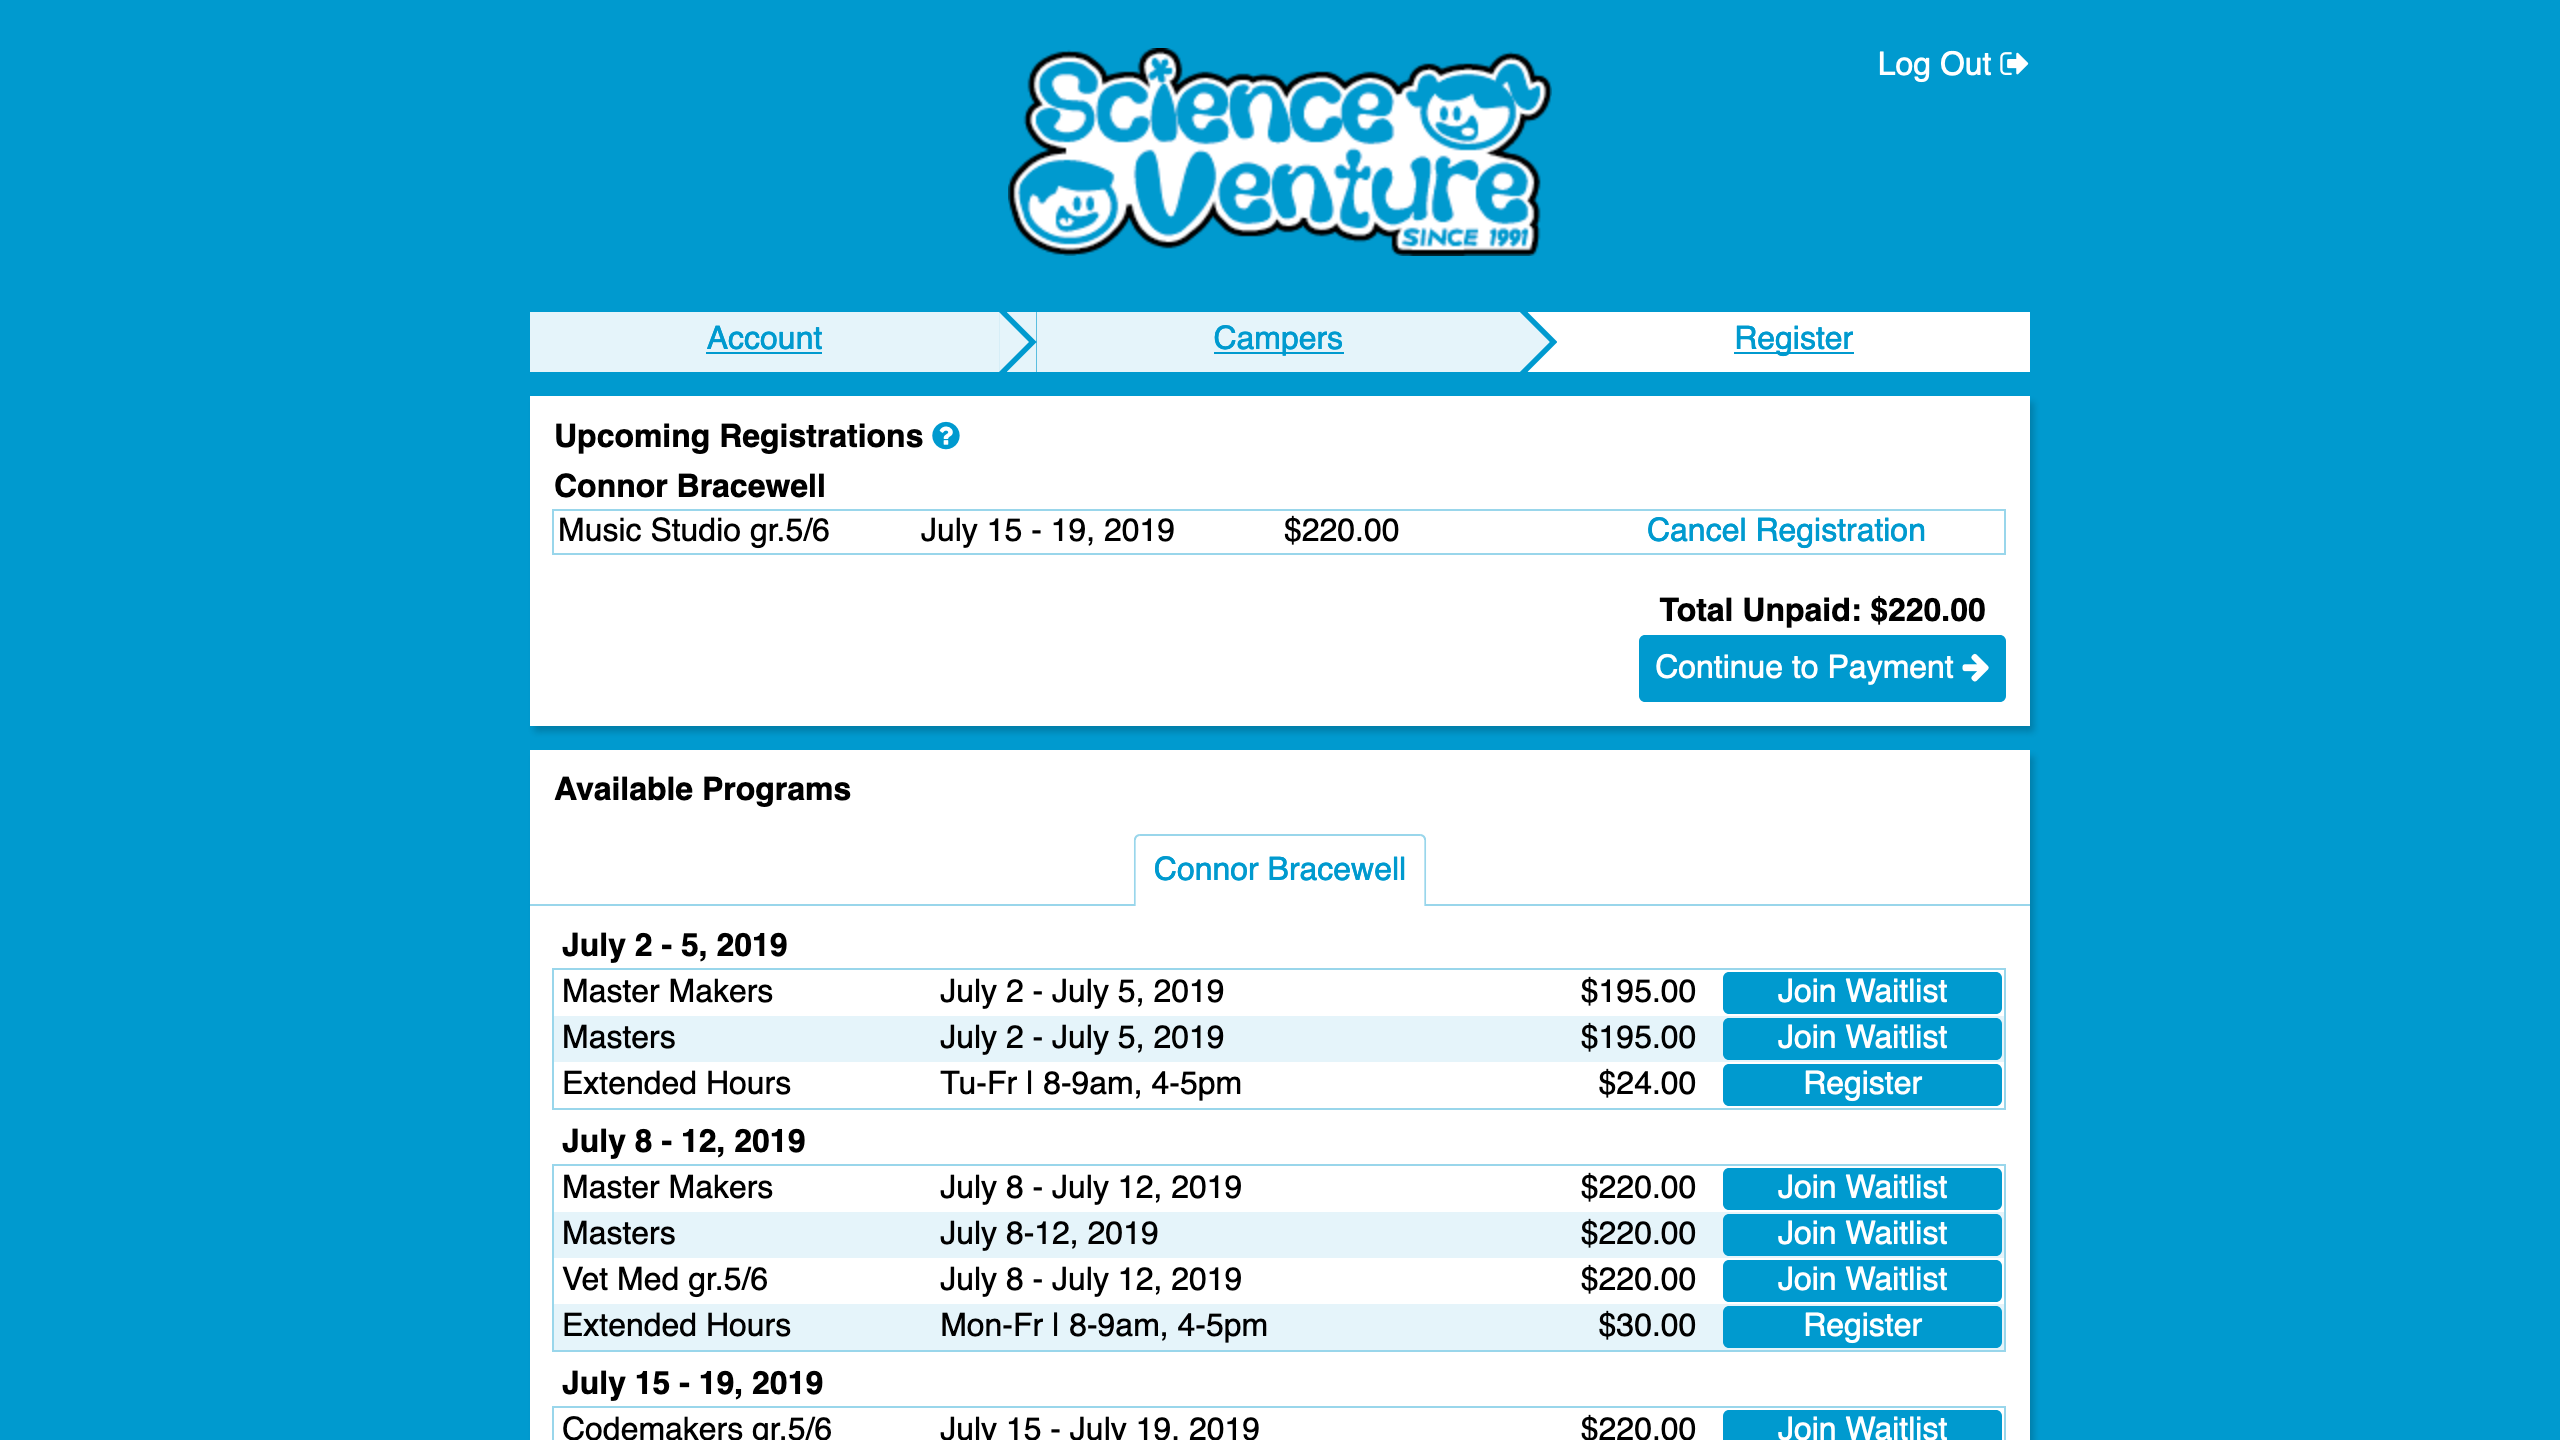 Science
Venture
SINCE 1991
Log Out
Account
Campers
Register
Upcoming Registrations ?
Connor Bracewell
Music Studio gr.5/6 July 15 - 19, 2019 $220.00 Cancel Registration
Total Unpaid: $220.00
Continue to Payment
Available Programs
Connor Bracewell
July 2 - 5, 2019
Master Makers July 2 - July 5, 2019 $195.00 Join Waitlist
Masters July 2 - July 5, 2019 $195.00 Join Waitlist
Extended Hours Tu-Fr | 8-9am, 4-5pm $24.00 Register
July 8 - 12, 2019
Master Makers July 8 - July 12, 2019 $220.00 Join Waitlist
Masters July 8-12, 2019 $220.00 Join Waitlist
Vet Med gr.5/6 July 8 - July 12, 2019 $220.00 Join Waitlist
Extended Hours Mon-Fr | 8-9am, 4-5pm $30.00 Register
July 15 - 19, 2019
Codemakers gr.5/6 July 15 - July 19, 2019 $220.00 Join Waitlist